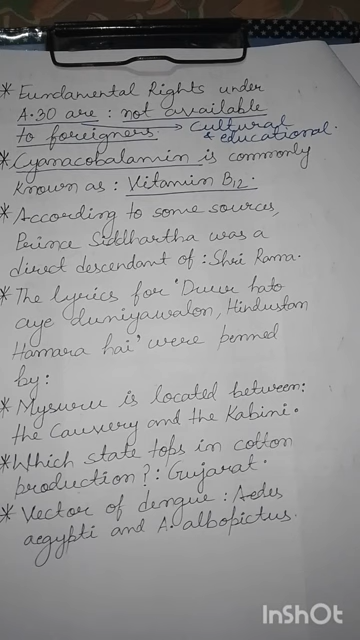 * Fundamental Rights under
A.30 are : not available
to foreigners. → Cultural
& educational.
* Cyanacobalamin is commonly
known as : Vitamin B12.
* According to some sources,
Prince Siddhartha was a
direct descendant of : Shri Rama.
* The lyrics for 'Duur hato
aye duniyawalon, Hindustan
Hamara hai' were penned
by:
* Mysuru is located between:
the Cauvery and the Kabini.
* Which state tops in cotton
production? : Gujarat.
* Vector of dengue : Aedes
aegypti and A. albopictus.
InShOt